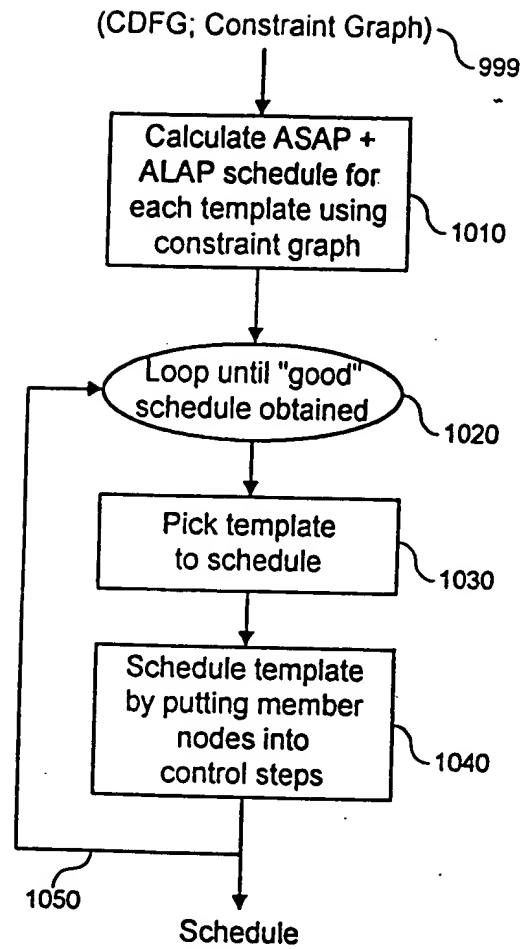 (CDFG; Constraint Graph)
999
Calculate ASAP +
ALAP schedule for
each template using
constraint graph
1010
Loop until "good"
schedule obtained
1020
Pick template
to schedule
1030
Schedule template
by putting member
nodes into
control steps
1040
1050
Schedule